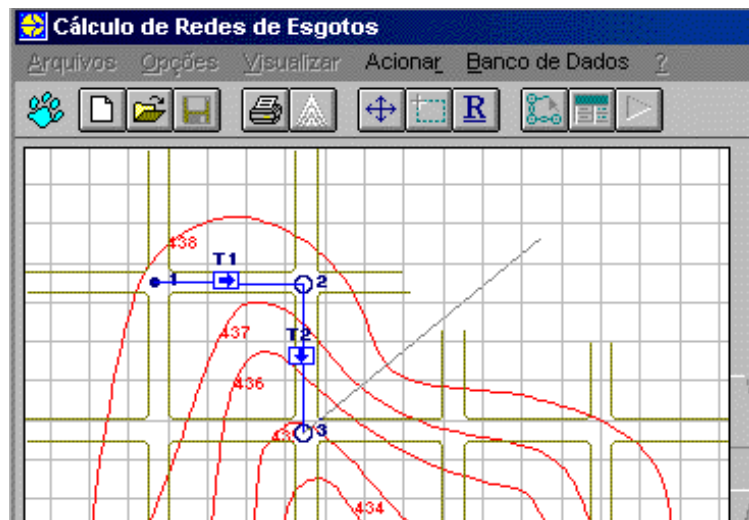 Cálculo de Redes de Esgotos
Arquivos Opções Visualizar Acionar Banco de Dados ?
R
438
T1
1
2
437
T2
436
43
3
434